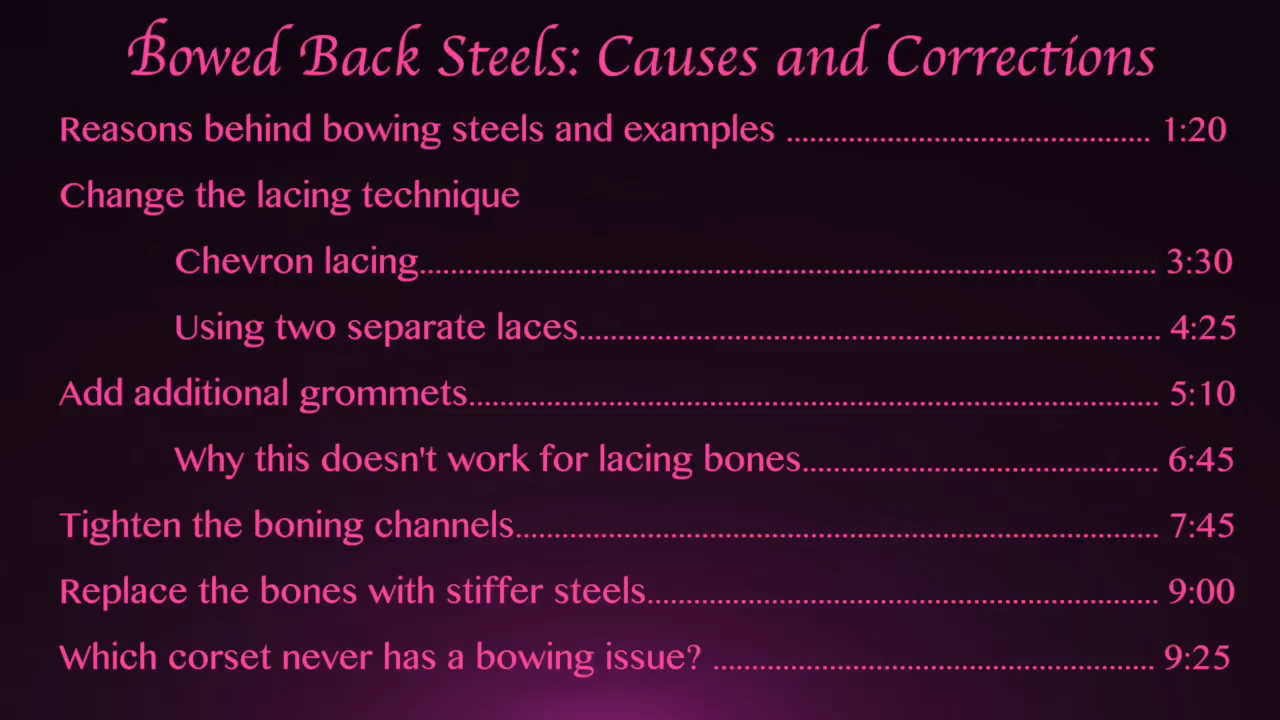 Bowed Back Steels: Causes and Corrections
Reasons behind bowing steels and examples ........................................ 1:20
Change the lacing technique
Chevron lacing................................................................................ 3:30
Using two separate laces............................................................... 4:25
Add additional grommets........................................................................... 5:10
Why this doesn't work for lacing bones....................................... 6:45
Tighten the boning channels...................................................................... 7:45
Replace the bones with stiffer steels........................................................ 9:00
Which corset never has a bowing issue? ................................................ 9:25